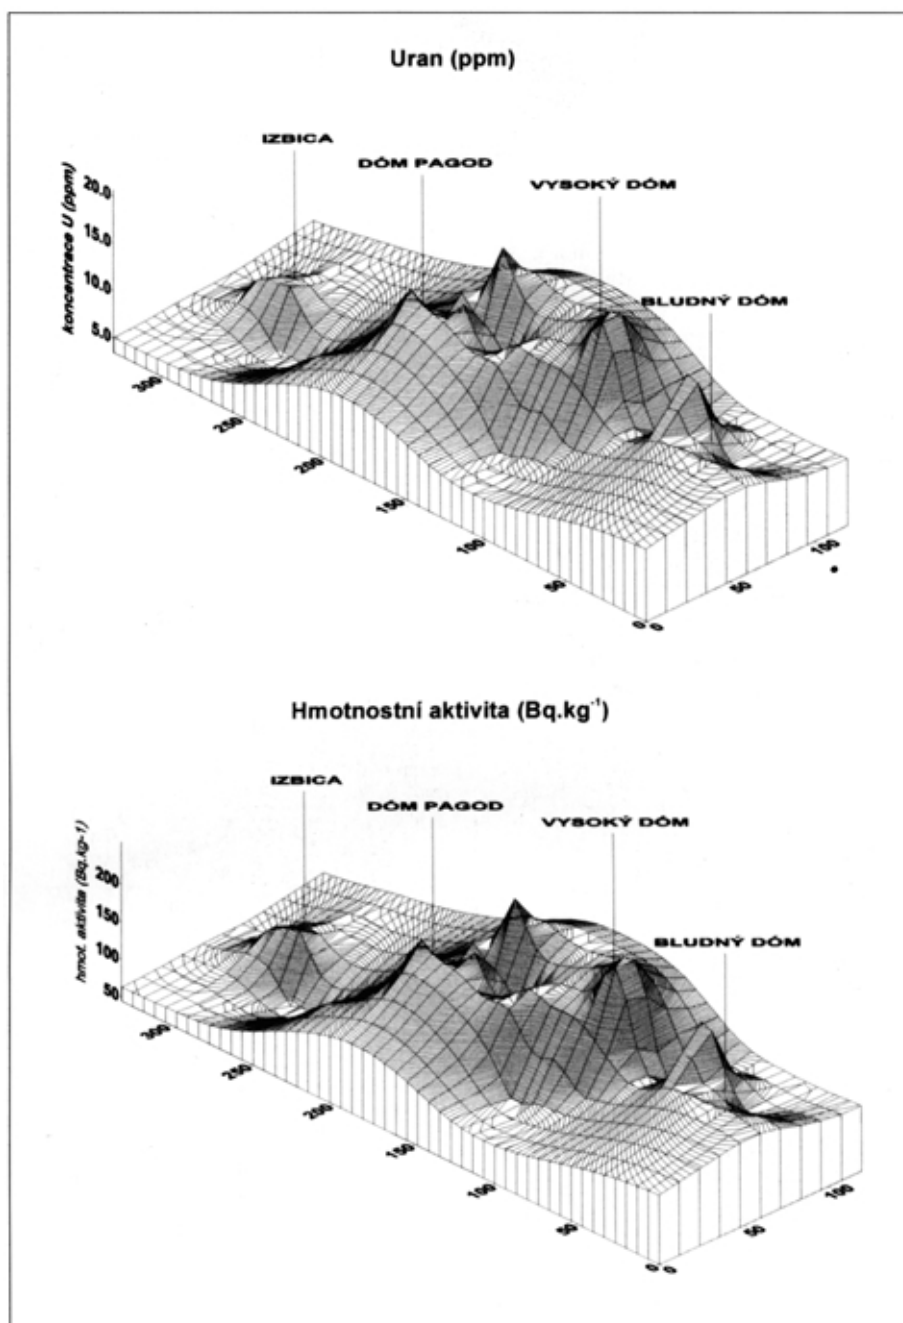 Uran (ppm)
IZBICA
DÓM PAGOD
VYSOKÝ DÓM
BLUDNÝ DÓM
koncentrace U (ppm)
20.0
15.0
10.0
5.0
300
250
200
150
100
50
0
0
50
100
Hmotnostní aktivita (Bq.kg⁻¹)
IZBICA
DÓM PAGOD
VYSOKÝ DÓM
BLUDNÝ DÓM
hmot. aktivita (Bq.kg-1)
200
150
100
50
300
250
200
150
100
50
0
0
50
100